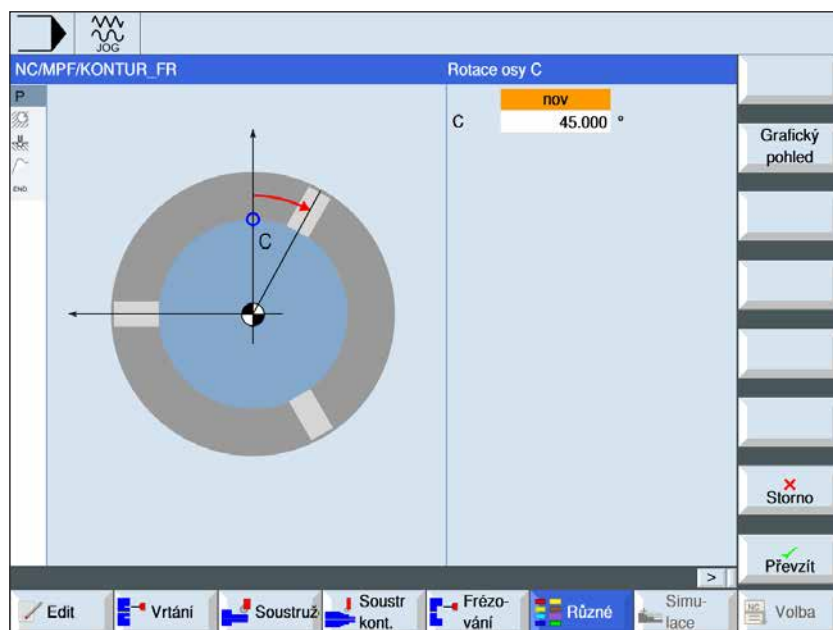 JOG
NC/MPF/KONTUR_FR
Rotace osy C
P
nov
C 45.000 °
Grafický
pohled
END
C
Storno
Převzít
>
Edit
Vrtání
Soustruž
Soustr
kont.
Frézo-
vání
Různé
Simu-
lace
NC
Volba